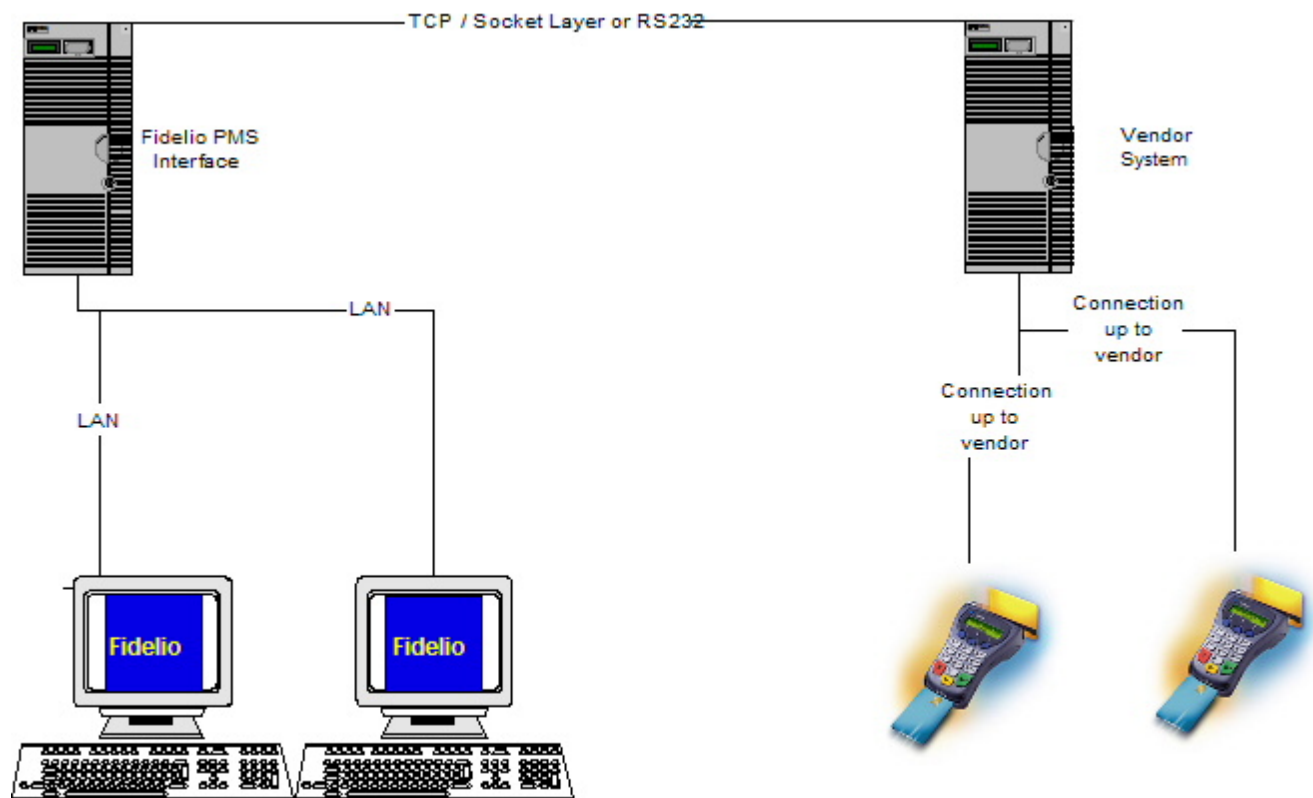 TCP / Socket Layer or RS232
Fidelio PMS
Interface
Vendor
System
LAN
LAN
Connection
up to
vendor
Connection
up to
vendor
Fidelio
Fidelio